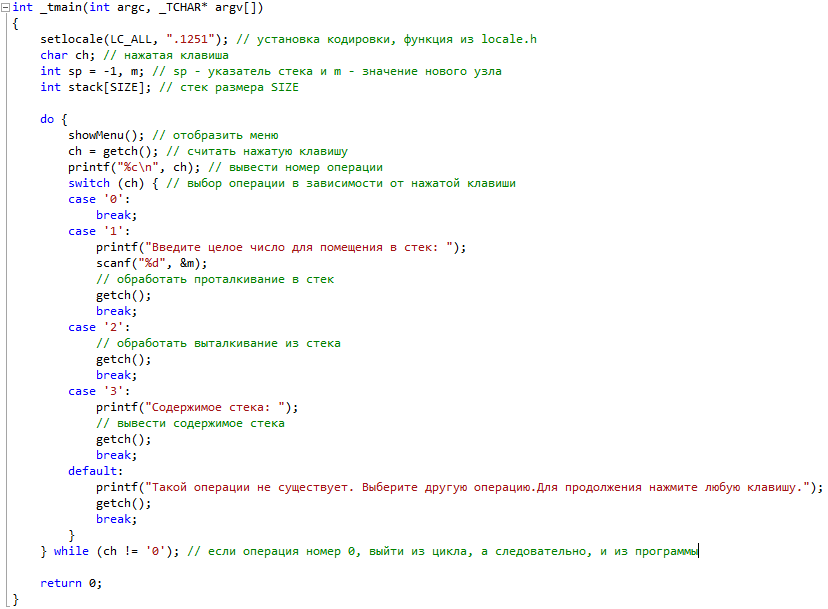 int _tmain(int argc, _TCHAR* argv[])
{
    setlocale(LC_ALL, ".1251"); // установка кодировки, функция из locale.h
    char ch; // нажатая клавиша
    int sp = -1, m; // sp - указатель стека и m - значение нового узла
    int stack[SIZE]; // стек размера SIZE

    do {
        showMenu(); // отобразить меню
        ch = getch(); // считать нажатую клавишу
        printf("%c\n", ch); // вывести номер операции
        switch (ch) { // выбор операции в зависимости от нажатой клавиши
        case '0':
            break;
        case '1':
            printf("Введите целое число для помещения в стек: ");
            scanf("%d", &m);
            // обработать проталкивание в стек
            getch();
            break;
        case '2':
            // обработать выталкивание из стека
            getch();
            break;
        case '3':
            printf("Содержимое стека: ");
            // вывести содержимое стека
            getch();
            break;
        default:
            printf("Такой операции не существует. Выберите другую операцию.Для продолжения нажмите любую клавишу.");
            getch();
            break;
        }
    } while (ch != '0'); // если операция номер 0, выйти из цикла, а следовательно, и из программы

    return 0;
}